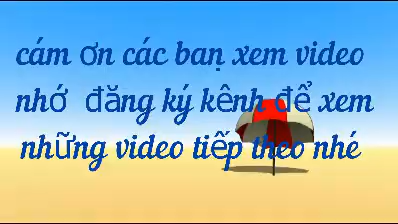 cám ơn các bạn xem video
nhớ đăng ký kênh để xem
những video tiếp theo nhé